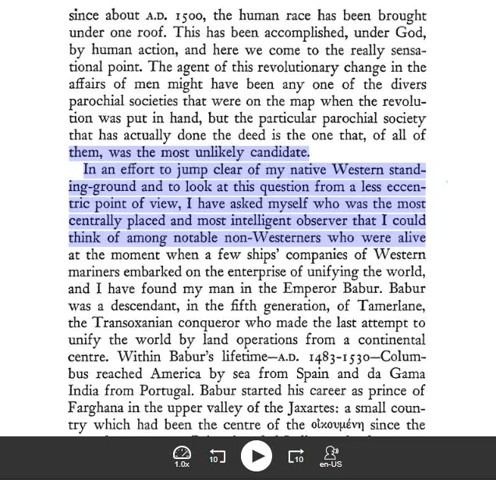 since about A.D. 1500, the human race has been brought
under one roof. This has been accomplished, under God,
by human action, and here we come to the really sensa-
tional point. The agent of this revolutionary change in the
affairs of men might have been any one of the divers
parochial societies that were on the map when the revolu-
tion was put in hand, but the particular parochial society
that has actually done the deed is the one that, of all of
them, was the most unlikely candidate.
In an effort to jump clear of my native Western stand-
ing-ground and to look at this question from a less eccen-
tric point of view, I have asked myself who was the most
centrally placed and most intelligent observer that I could
think of among notable non-Westerners who were alive
at the moment when a few ships' companies of Western
mariners embarked on the enterprise of unifying the world,
and I have found my man in the Emperor Babur. Babur
was a descendant, in the fifth generation, of Tamerlane,
the Transoxanian conqueror who made the last attempt to
unify the world by land operations from a continental
centre. Within Babur's lifetime—A.D. 1483-1530—Colum-
bus reached America by sea from Spain and da Gama
India from Portugal. Babur started his career as prince of
Farghana in the upper valley of the Jaxartes: a small coun-
try which had been the centre of the οἰκουμένη since the
1.0x
10
10
en-US